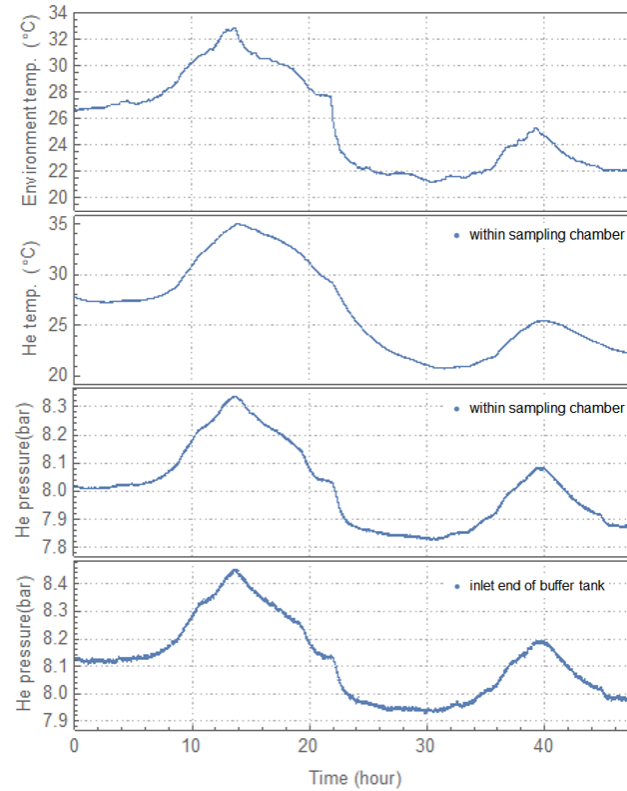 Environment temp. (°C)
34
32
30
28
26
24
22
20
He temp. (°C)
35
30
25
20
within sampling chamber
He pressure(bar)
8.3
8.2
8.1
8.0
7.9
7.8
within sampling chamber
He pressure(bar)
8.4
8.3
8.2
8.1
8.0
7.9
inlet end of buffer tank
0 10 20 30 40
Time (hour)